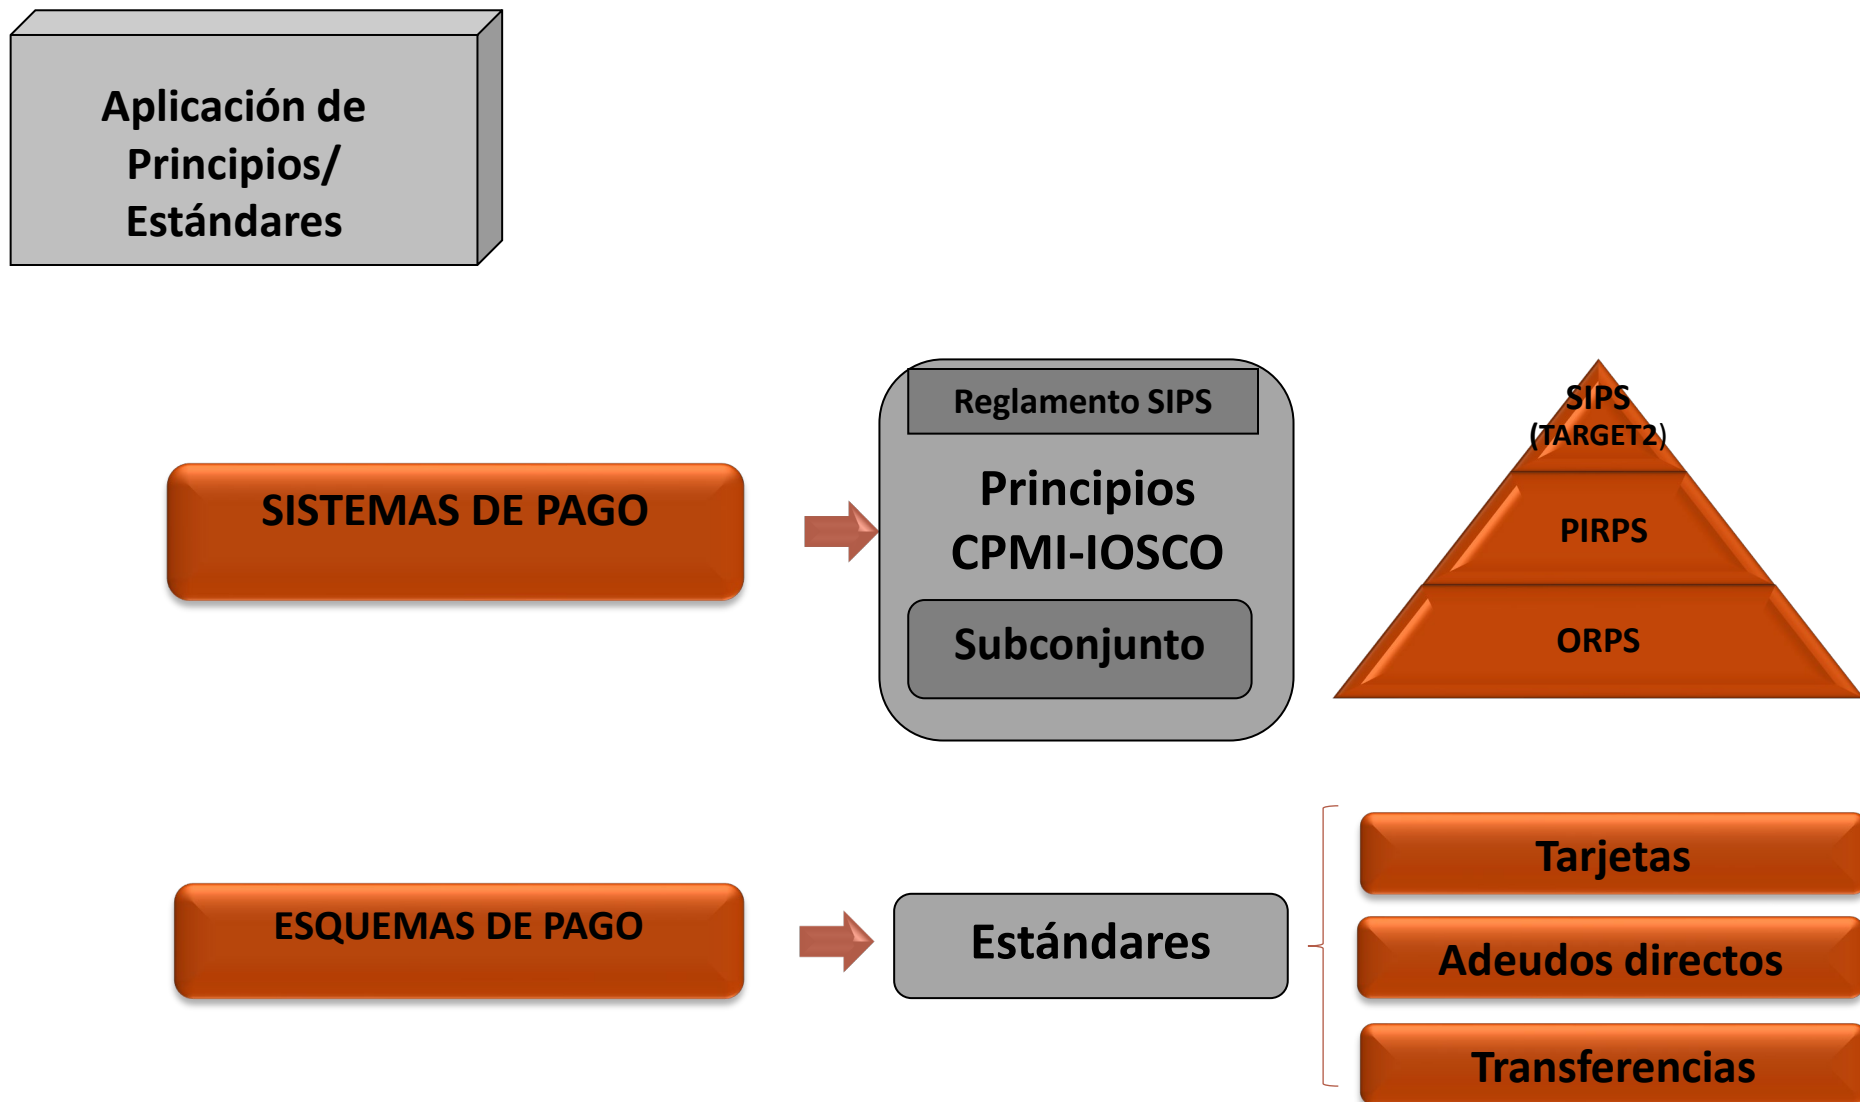 Aplicación de
Principios/
Estándares
SISTEMAS DE PAGO
Reglamento SIPS
Principios
CPMI-IOSCO
Subconjunto
SIPS
(TARGET2)
PIRPS
ORPS
ESQUEMAS DE PAGO
Estándares
Tarjetas
Adeudos directos
Transferencias